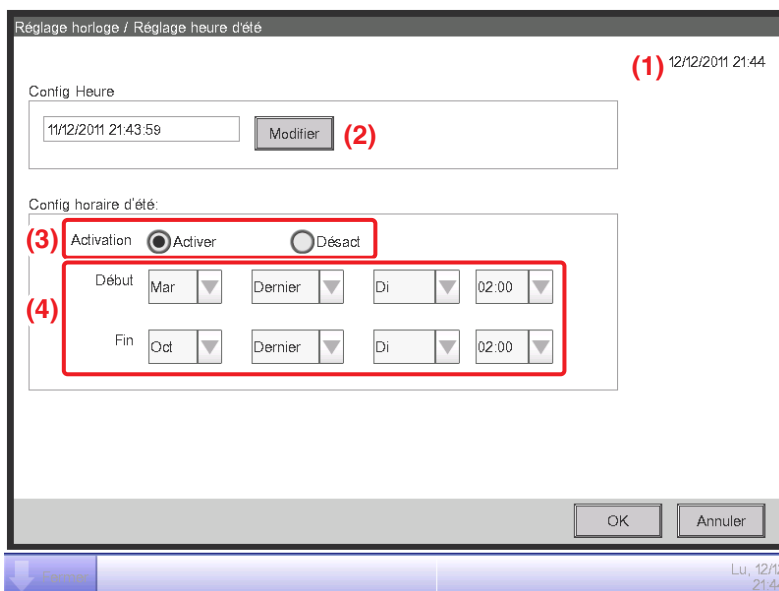 Réglage horloge / Réglage heure d'été
(1) 12/12/2011 21:44
Config Heure
11/12/2011 21:43:59 Modifier (2)
Config horaire d'été:
(3) Activation Activer Désact
(4)
Début Mar Dernier Di 02:00
Fin Oct Dernier Di 02:00
OK Annuler
Fermer
Lu, 12/12
21:44